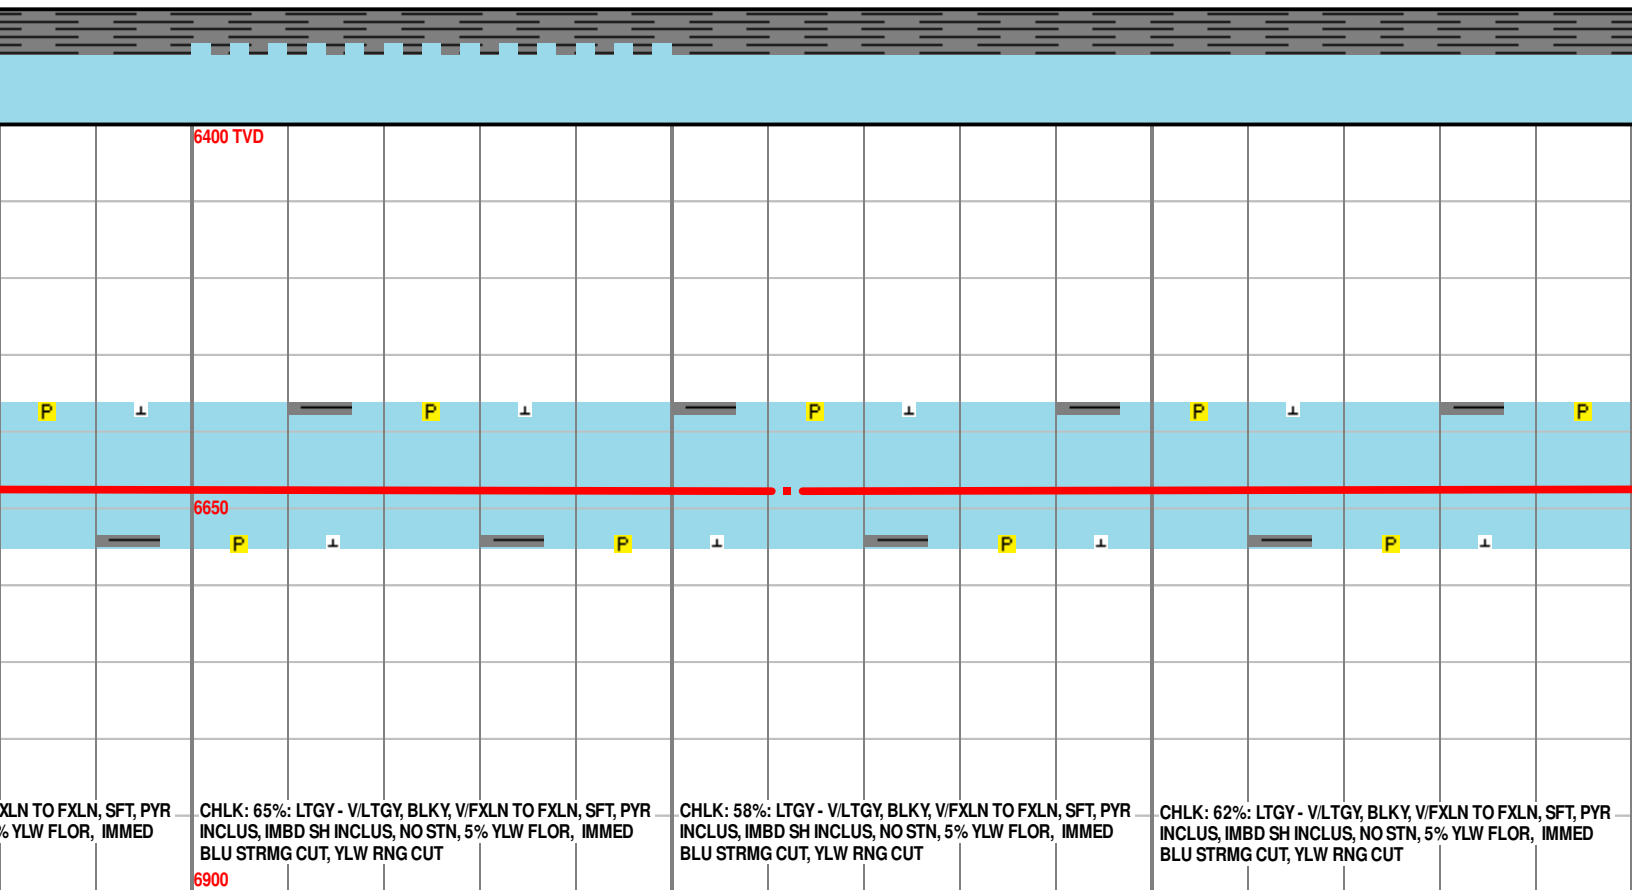 6400 TVD
P
P
P
P
P
6650
P
P
P
P
XLN TO FXLN, SFT, PYR
% YLW FLOR, IMMED
CHLK: 65%: LTGY - V/LTGY, BLKY, V/FXLN TO FXLN, SFT, PYR
INCLUS, IMBD SH INCLUS, NO STN, 5% YLW FLOR, IMMED
BLU STRMG CUT, YLW RNG CUT
CHLK: 58%: LTGY - V/LTGY, BLKY, V/FXLN TO FXLN, SFT, PYR
INCLUS, IMBD SH INCLUS, NO STN, 5% YLW FLOR, IMMED
BLU STRMG CUT, YLW RNG CUT
CHLK: 62%: LTGY - V/LTGY, BLKY, V/FXLN TO FXLN, SFT, PYR
INCLUS, IMBD SH INCLUS, NO STN, 5% YLW FLOR, IMMED
BLU STRMG CUT, YLW RNG CUT
6900